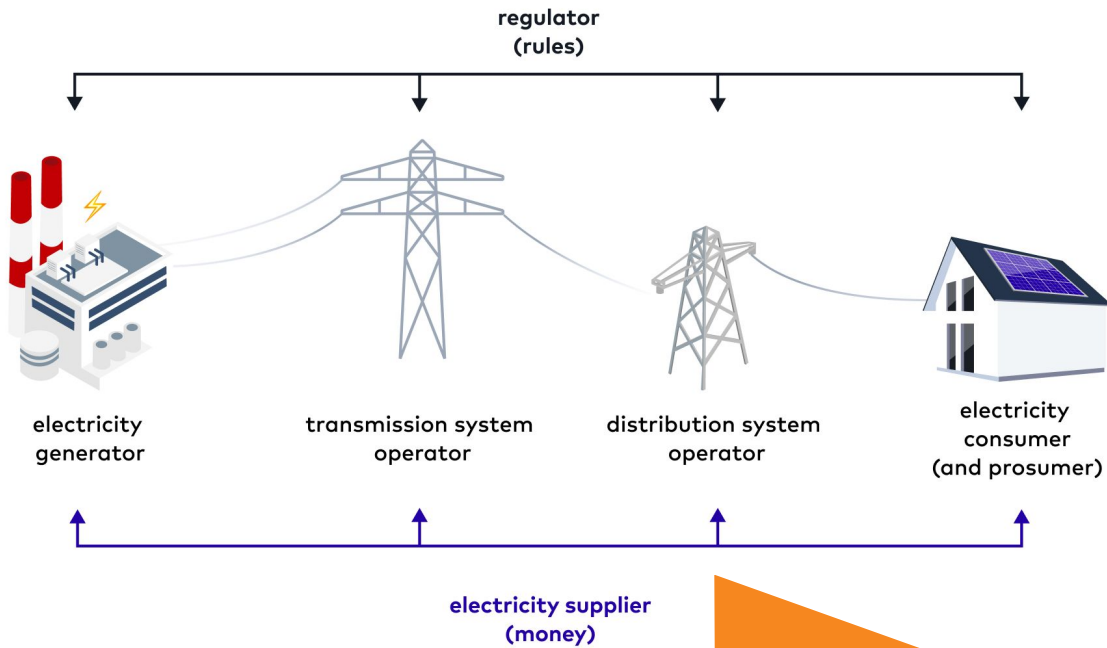 regulator
(rules)
electricity
generator
transmission system
operator
distribution system
operator
electricity
consumer
(and prosumer)
electricity supplier
(money)